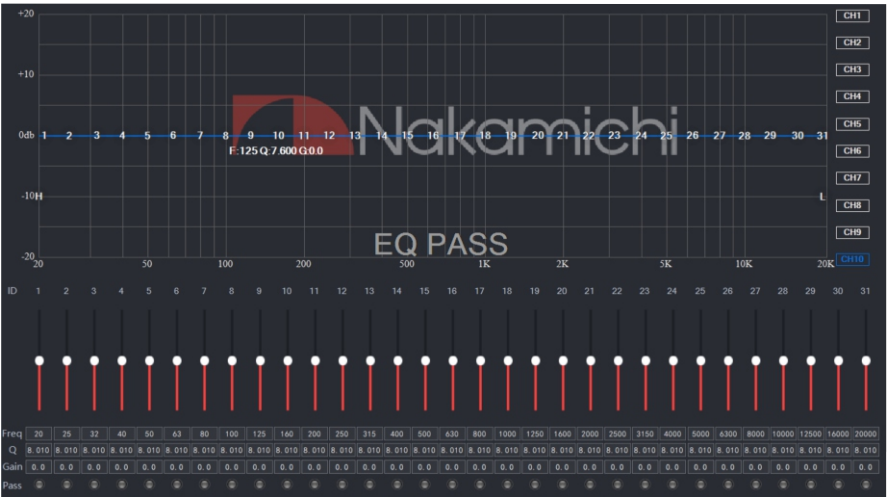 +20
CH1
CH2
+10
CH3
CH4
Nakamichi
CH5
0db 1 2 3 4 5 6 7 8 9 10 11 12 13 14 15 16 17 18 19 20 21 22 23 24 25 26 27 28 29 30 31
F:125 Q:7.600 G:0.0
CH6
CH7
-10 H L
CH8
CH9
EQ PASS
-20
CH10
20 50 100 200 500 1K 2K 5K 10K 20K
ID 1 2 3 4 5 6 7 8 9 10 11 12 13 14 15 16 17 18 19 20 21 22 23 24 25 26 27 28 29 30 31
Freq 20 25 32 40 50 63 80 100 125 160 200 250 315 400 500 630 800 1000 1250 1600 2000 2500 3150 4000 5000 6300 8000 10000 12500 16000 20000
Q 8.010 8.010 8.010 8.010 8.010 8.010 8.010 8.010 8.010 8.010 8.010 8.010 8.010 8.010 8.010 8.010 8.010 8.010 8.010 8.010 8.010 8.010 8.010 8.010 8.010 8.010 8.010 8.010 8.010 8.010 8.010
Gain 0.0 0.0 0.0 0.0 0.0 0.0 0.0 0.0 0.0 0.0 0.0 0.0 0.0 0.0 0.0 0.0 0.0 0.0 0.0 0.0 0.0 0.0 0.0 0.0 0.0 0.0 0.0 0.0 0.0 0.0 0.0
Pass